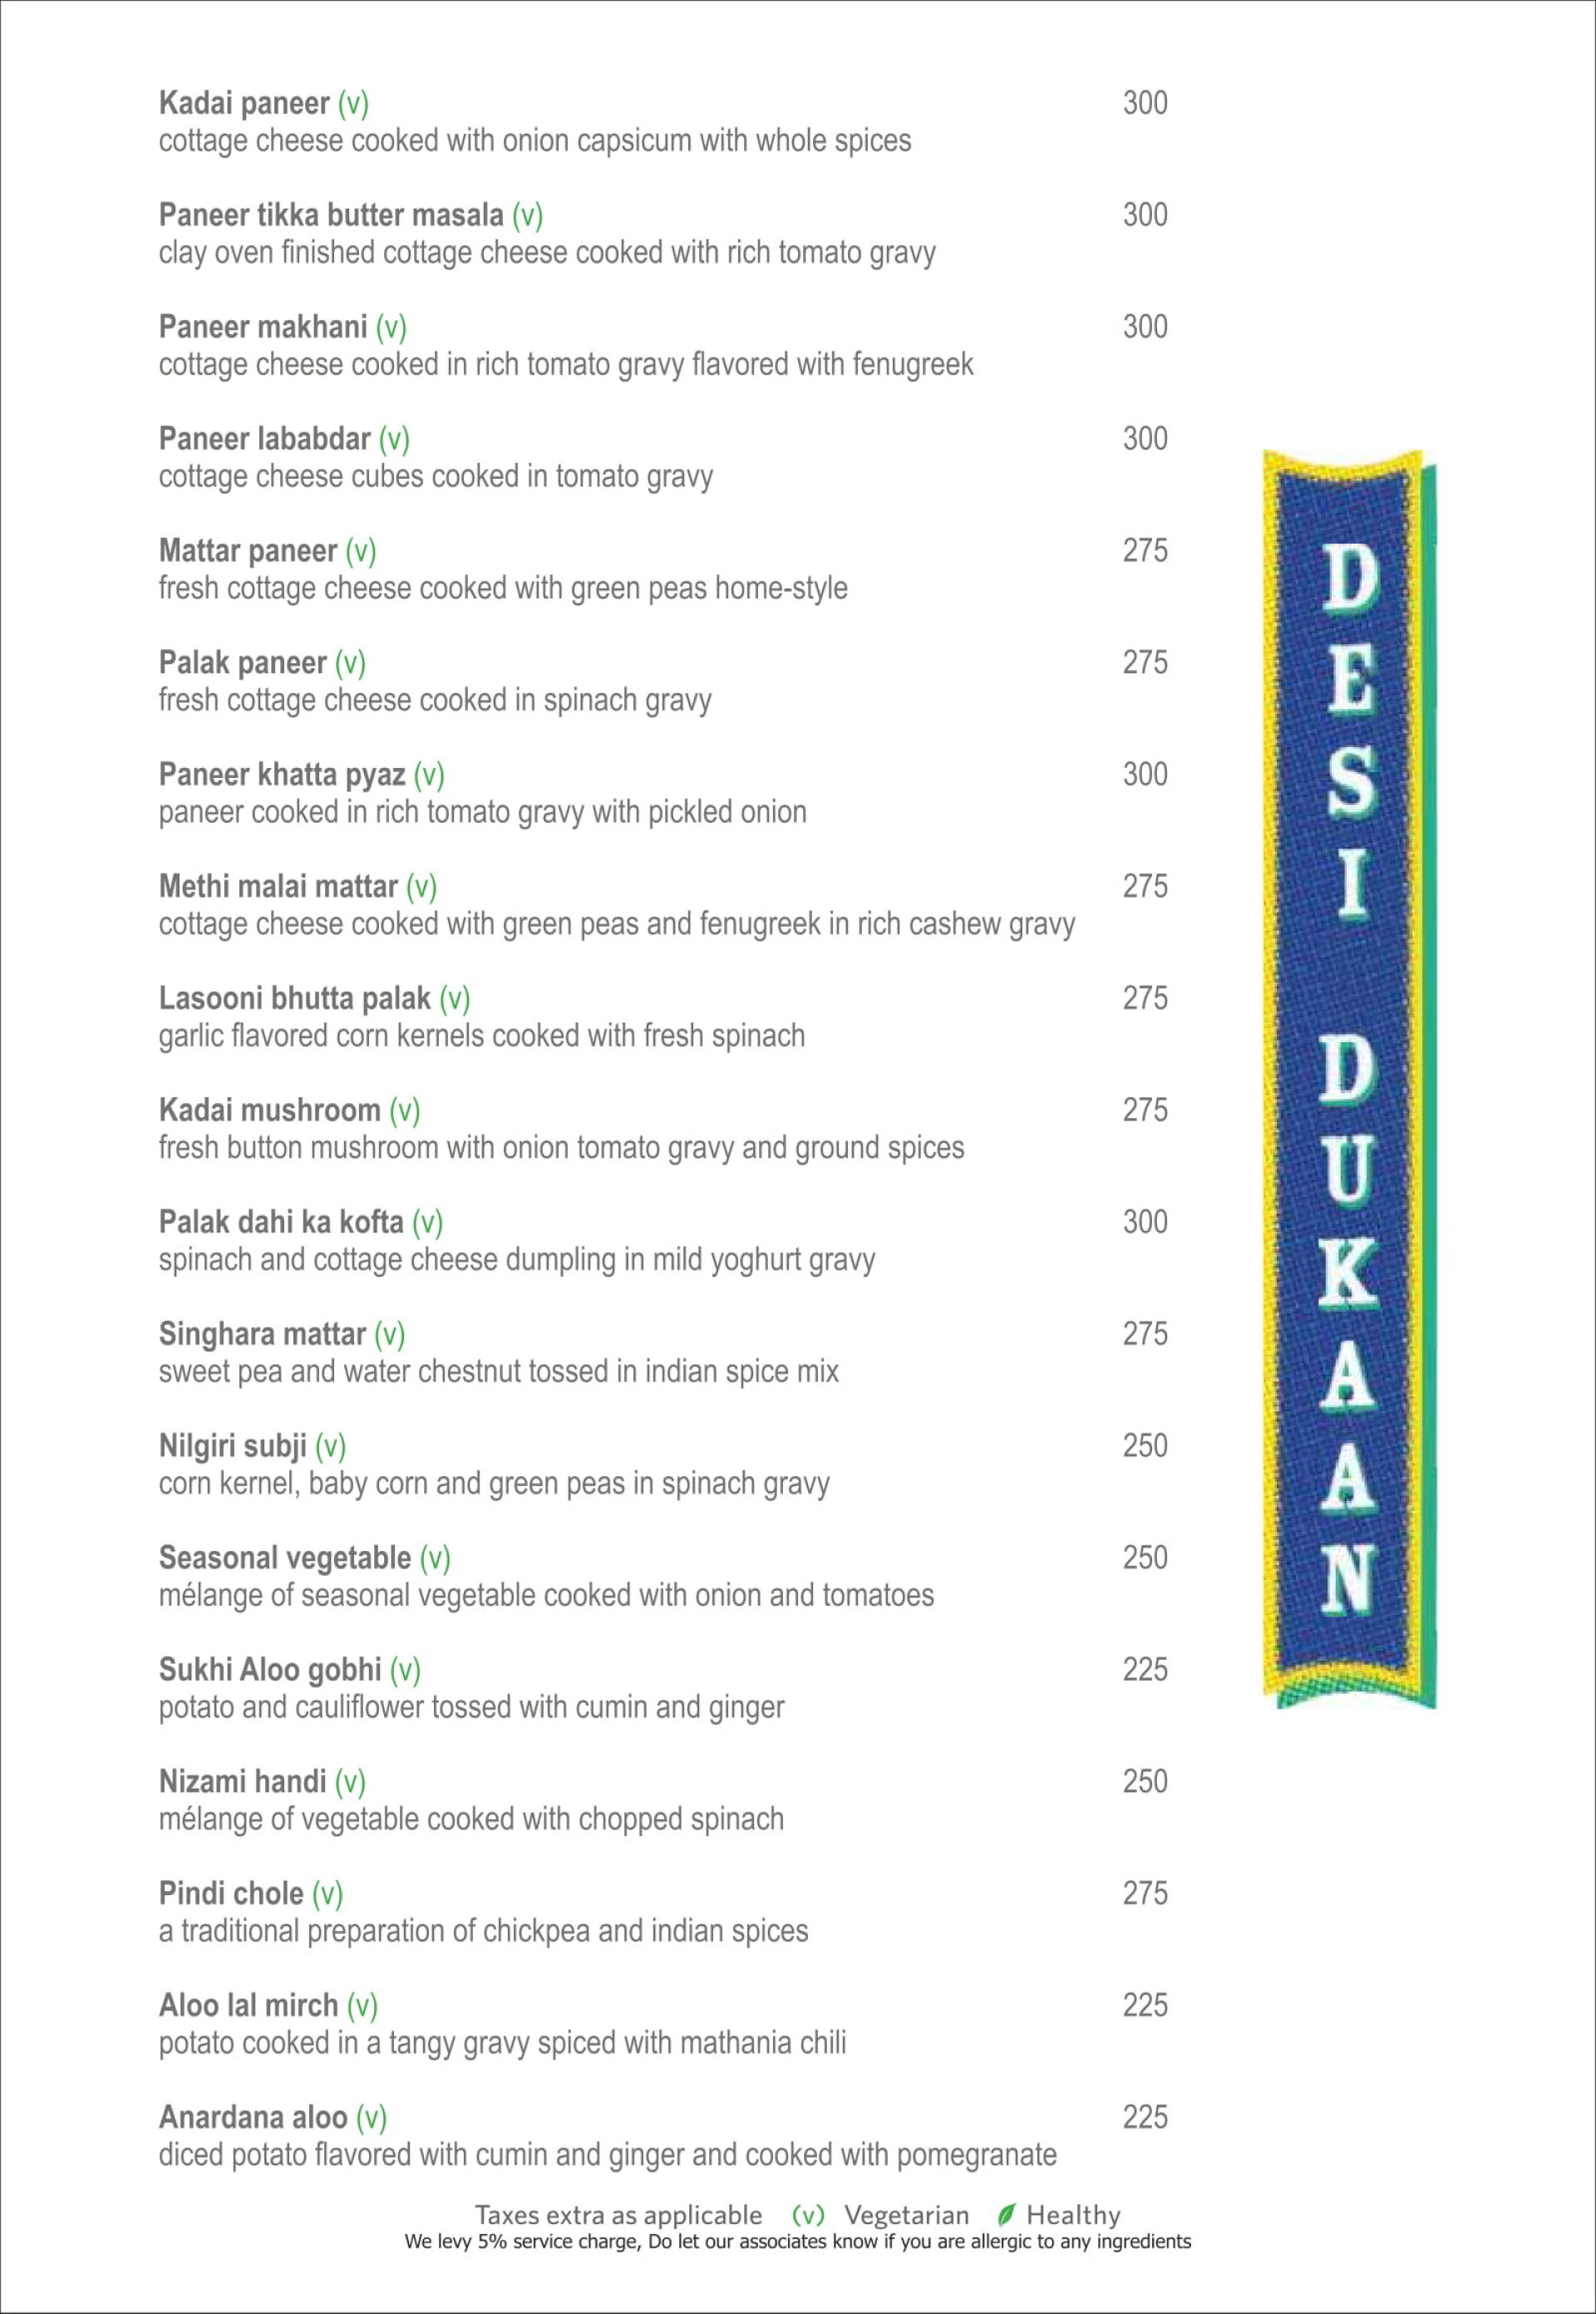 Kadai paneer (v) 300
cottage cheese cooked with onion capsicum with whole spices
Paneer tikka butter masala (v) 300
clay oven finished cottage cheese cooked with rich tomato gravy
Paneer makhani (v) 300
cottage cheese cooked in rich tomato gravy flavored with fenugreek
Paneer lababdar (v) 300
cottage cheese cubes cooked in tomato gravy
Mattar paneer (v) 275
fresh cottage cheese cooked with green peas home-style
Palak paneer (v) 275
fresh cottage cheese cooked in spinach gravy
Paneer khatta pyaz (v) 300
paneer cooked in rich tomato gravy with pickled onion
Methi malai mattar (v) 275
cottage cheese cooked with green peas and fenugreek in rich cashew gravy
Lasooni bhutta palak (v) 275
garlic flavored corn kernels cooked with fresh spinach
Kadai mushroom (v) 275
fresh button mushroom with onion tomato gravy and ground spices
Palak dahi ka kofta (v) 300
spinach and cottage cheese dumpling in mild yoghurt gravy
Singhara mattar (v) 275
sweet pea and water chestnut tossed in indian spice mix
Nilgiri subji (v) 250
corn kernel, baby corn and green peas in spinach gravy
Seasonal vegetable (v) 250
mélange of seasonal vegetable cooked with onion and tomatoes
Sukhi Aloo gobhi (v) 225
potato and cauliflower tossed with cumin and ginger
Nizami handi (v) 250
mélange of vegetable cooked with chopped spinach
Pindi chole (v) 275
a traditional preparation of chickpea and indian spices
Aloo lal mirch (v) 225
potato cooked in a tangy gravy spiced with mathania chili
Anardana aloo (v) 225
diced potato flavored with cumin and ginger and cooked with pomegranate
Taxes extra as applicable (v) Vegetarian Healthy
We levy 5% service charge, Do let our associates know if you are allergic to any ingredients
DESI DUKAAN